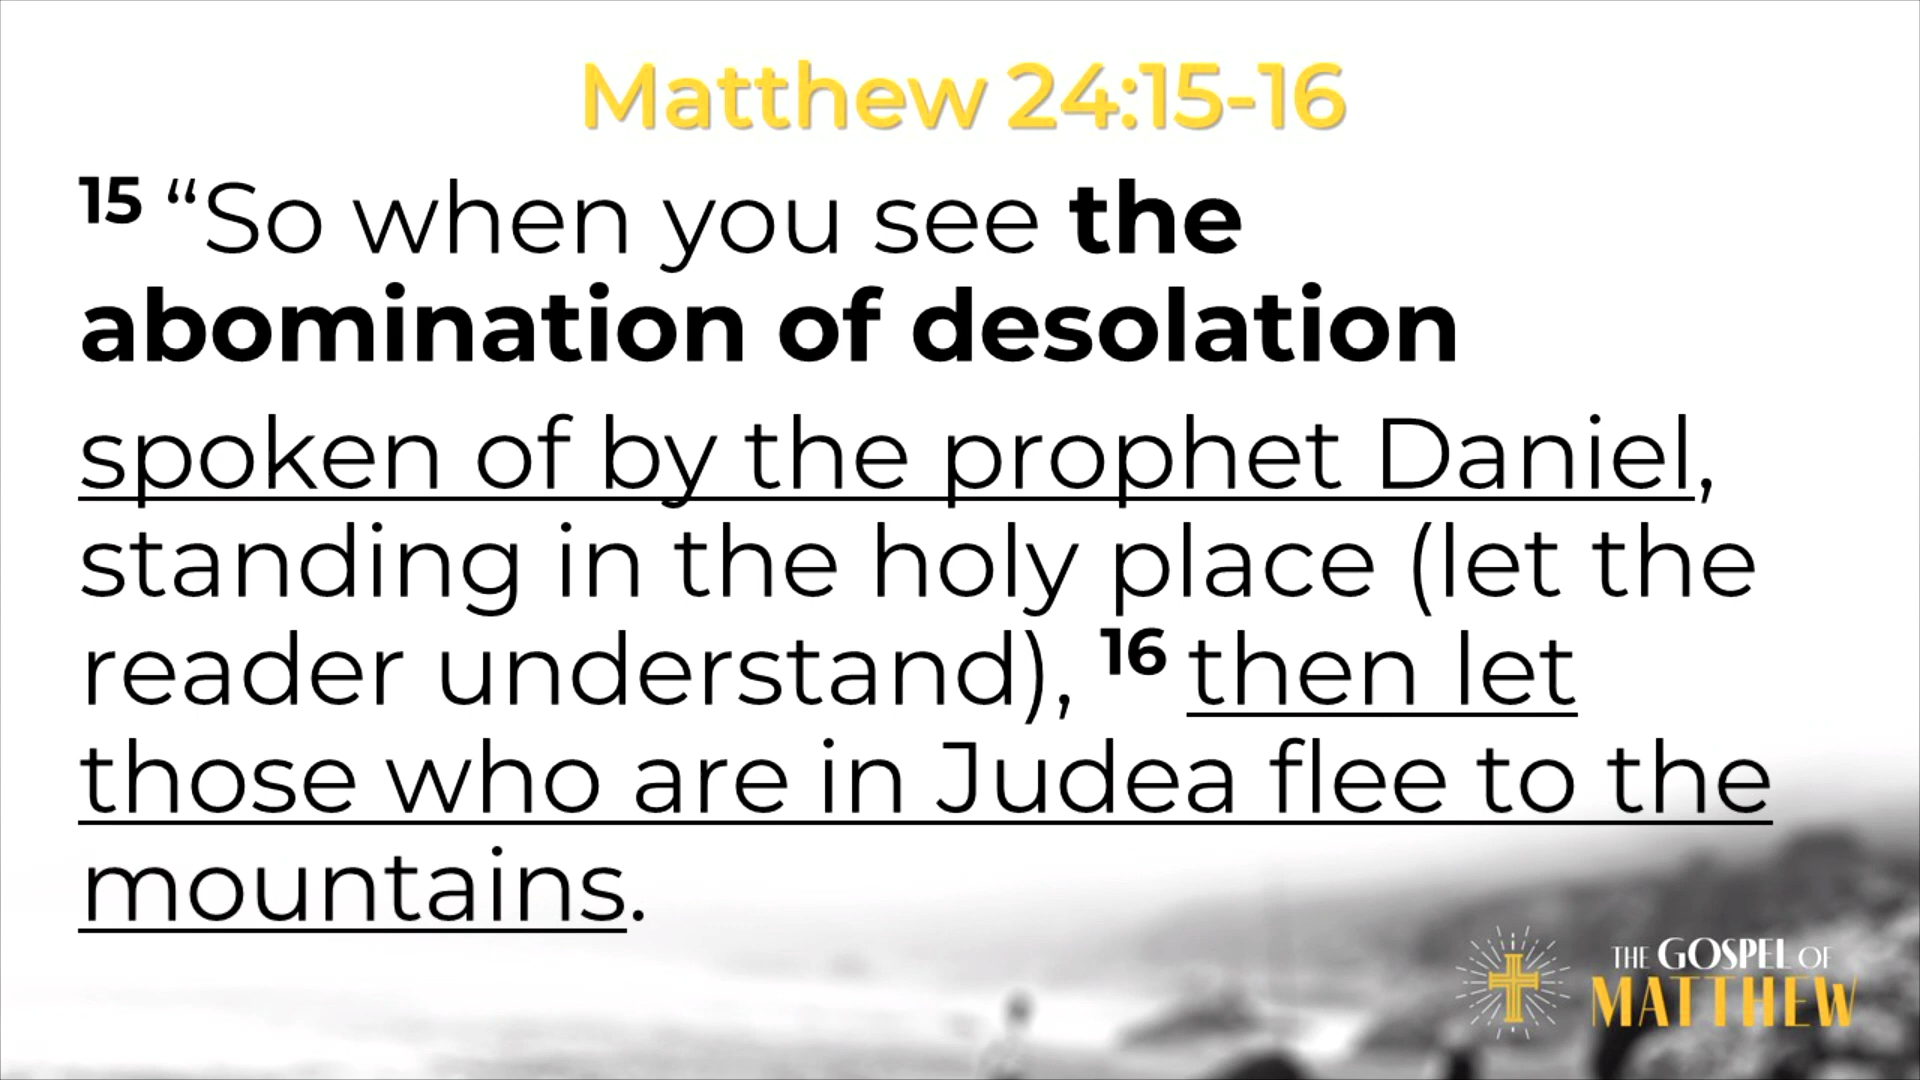 Matthew 24:15-16
15 “So when you see the
abomination of desolation
spoken of by the prophet Daniel,
standing in the holy place (let the
reader understand), 16 then let
those who are in Judea flee to the
mountains.
THE GOSPEL OF
MATTHEW